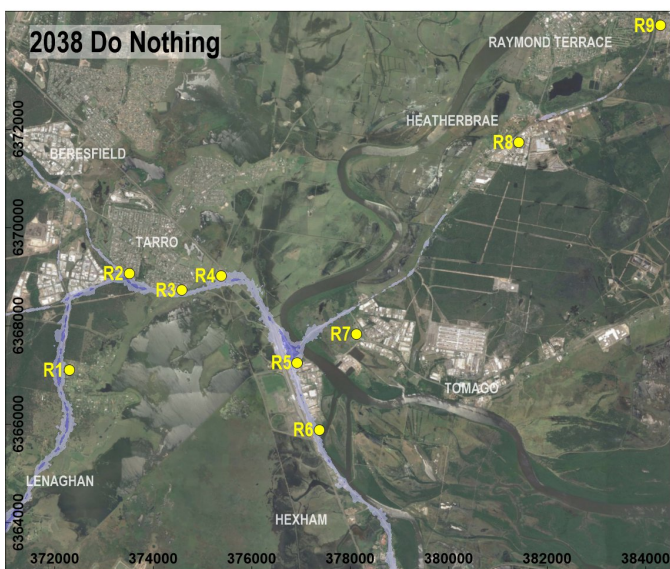 2038 Do Nothing
R9
RAYMOND TERRACE
6372000
HEATHERBRAE
R8
BERESFIELD
6370000
TARRO
R2
R4
R3
6368000
R7
R5
R1
TOMAGO
6366000
R6
LENAGHAN
6364000
HEXHAM
372000 374000 376000 378000 380000 382000 384000